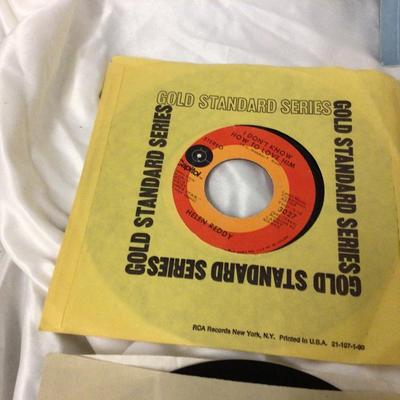 GOLD STANDARD SERIES
GOLD STANDARD SERIES
GOLD STANDARD SERIES
GOLD STANDARD SERIES
I DON'T KNOW
HOW TO LOVE HIM
STEREO
Capitol
3027
HELEN REDDY
RCA Records New York, N.Y. Printed in U.S.A. 21-107-1-90